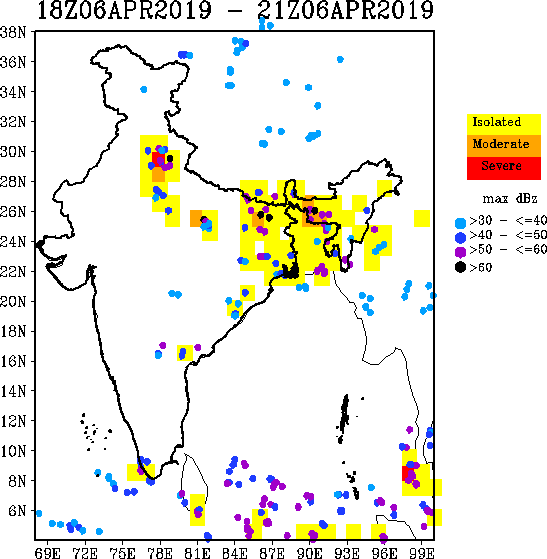 18Z06APR2019 – 21Z06APR2019
38N
36N
34N
32N
30N
28N
26N
24N
22N
20N
18N
16N
14N
12N
10N
8N
6N
69E 72E 75E 78E 81E 84E 87E 90E 93E 96E 99E
Isolated
Moderate
Severe
max dBz
>30 - <=40
>40 - <=50
>50 - <=60
>60